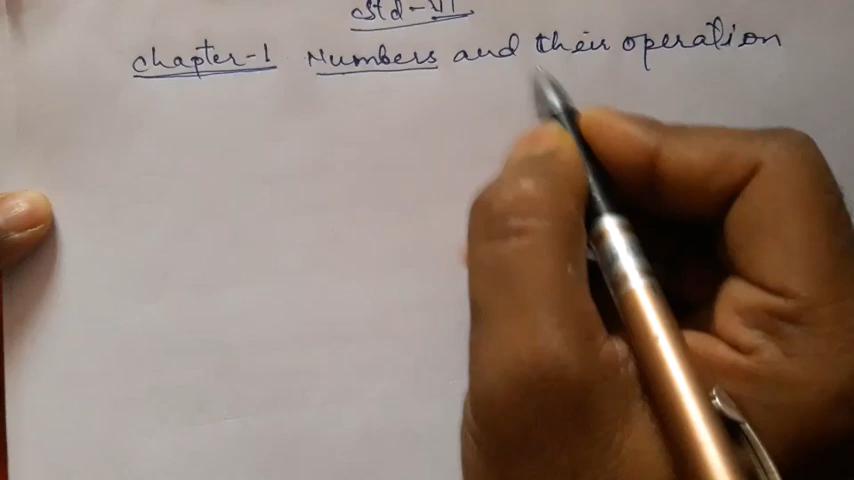 Std-VI
Chapter-1 Numbers and their operation